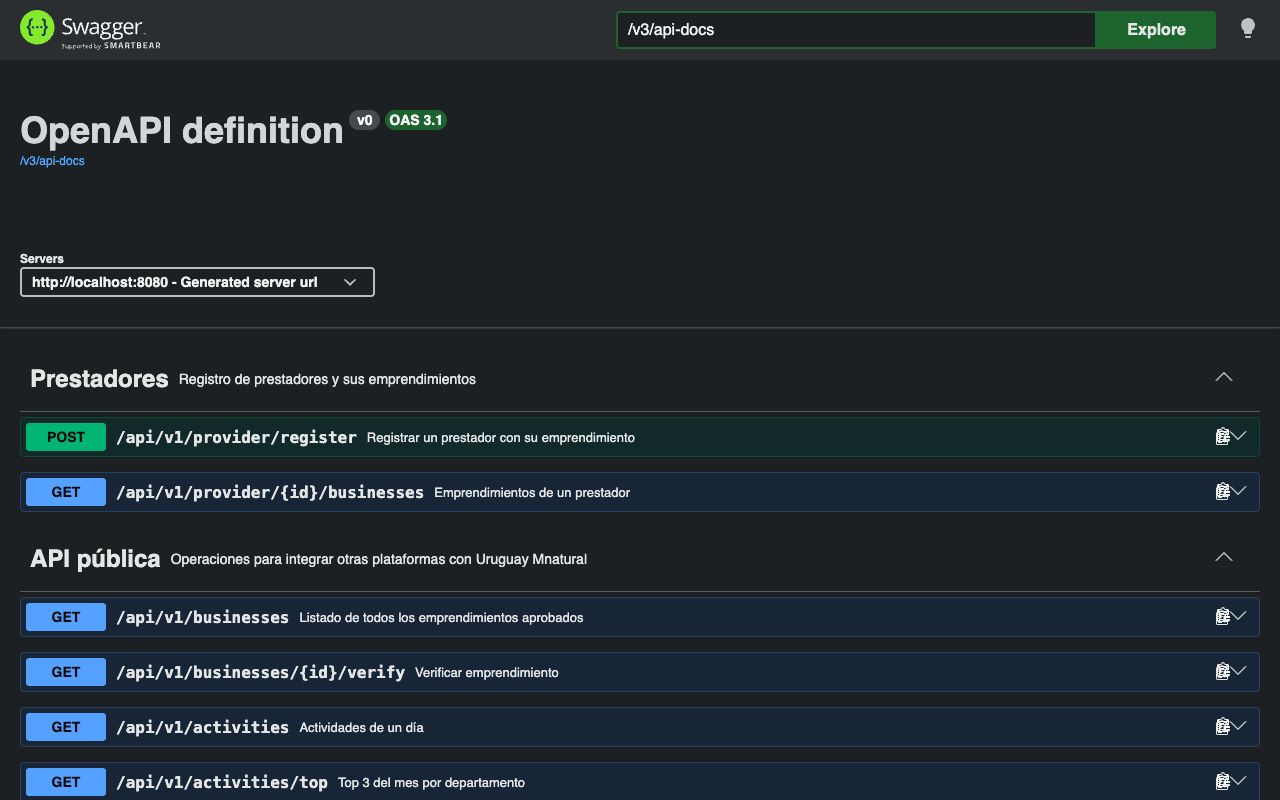 Swagger.
Supported by SMARTBEAR
/v3/api-docs
Explore
OpenAPI definition v0 OAS 3.1
/v3/api-docs
Servers
http://localhost:8080 - Generated server url
Prestadores Registro de prestadores y sus emprendimientos
POST /api/v1/provider/register Registrar un prestador con su emprendimiento
GET /api/v1/provider/{id}/businesses Emprendimientos de un prestador
API pública Operaciones para integrar otras plataformas con Uruguay Mnatural
GET /api/v1/businesses Listado de todos los emprendimientos aprobados
GET /api/v1/businesses/{id}/verify Verificar emprendimiento
GET /api/v1/activities Actividades de un día
GET /api/v1/activities/top Top 3 del mes por departamento